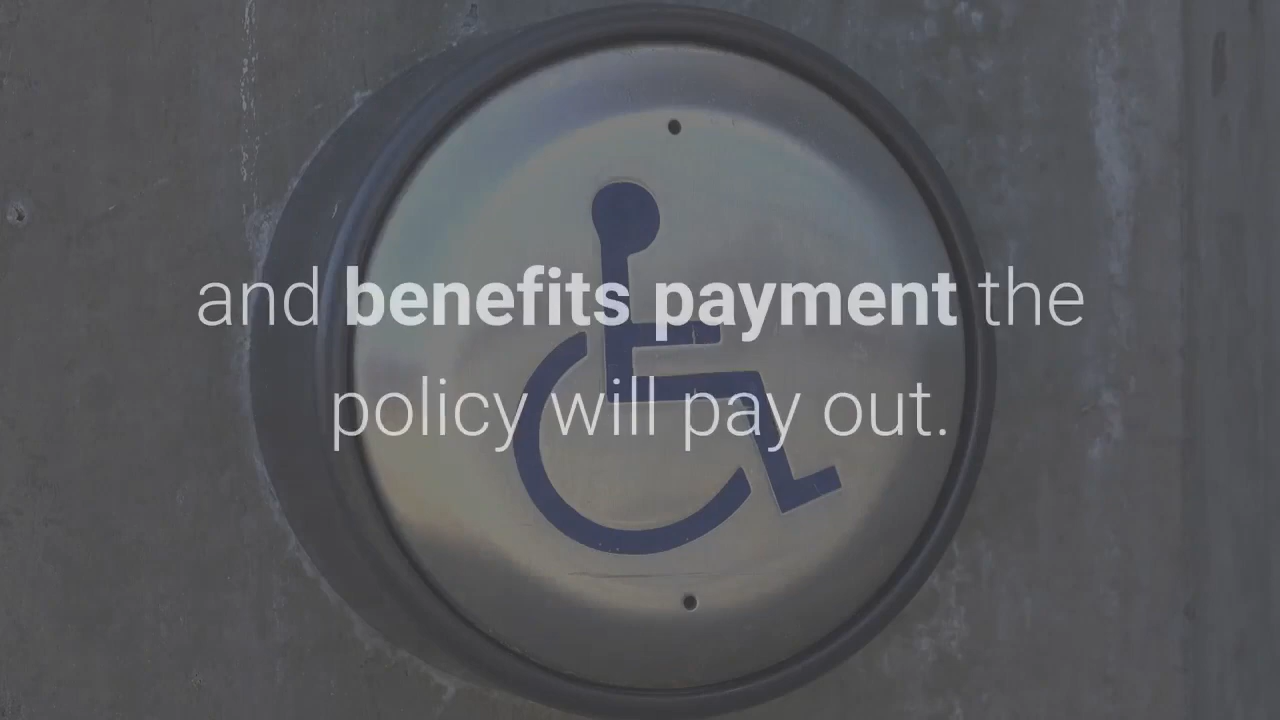 and benefits payment the
policy will pay out.